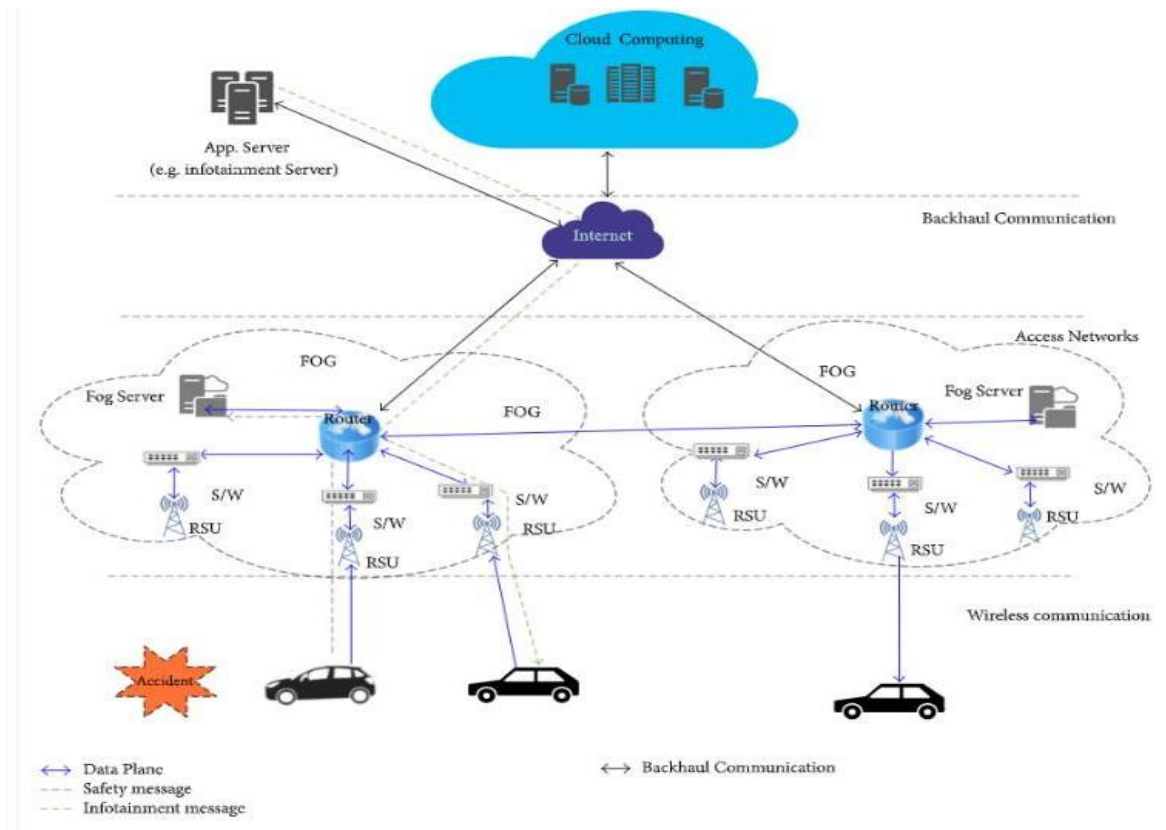 Cloud Computing
App. Server
(e.g. infotainment Server)
Internet
Backhaul Communication
Access Networks
FOG
FOG
Fog Server
Router
FOG
Router
Fog Server
S/W
RSU
S/W
RSU
S/W
RSU
S/W
RSU
S/W
RSU
S/W
RSU
Wireless communication
Accident
Data Plane
Safety message
Infotainment message
Backhaul Communication